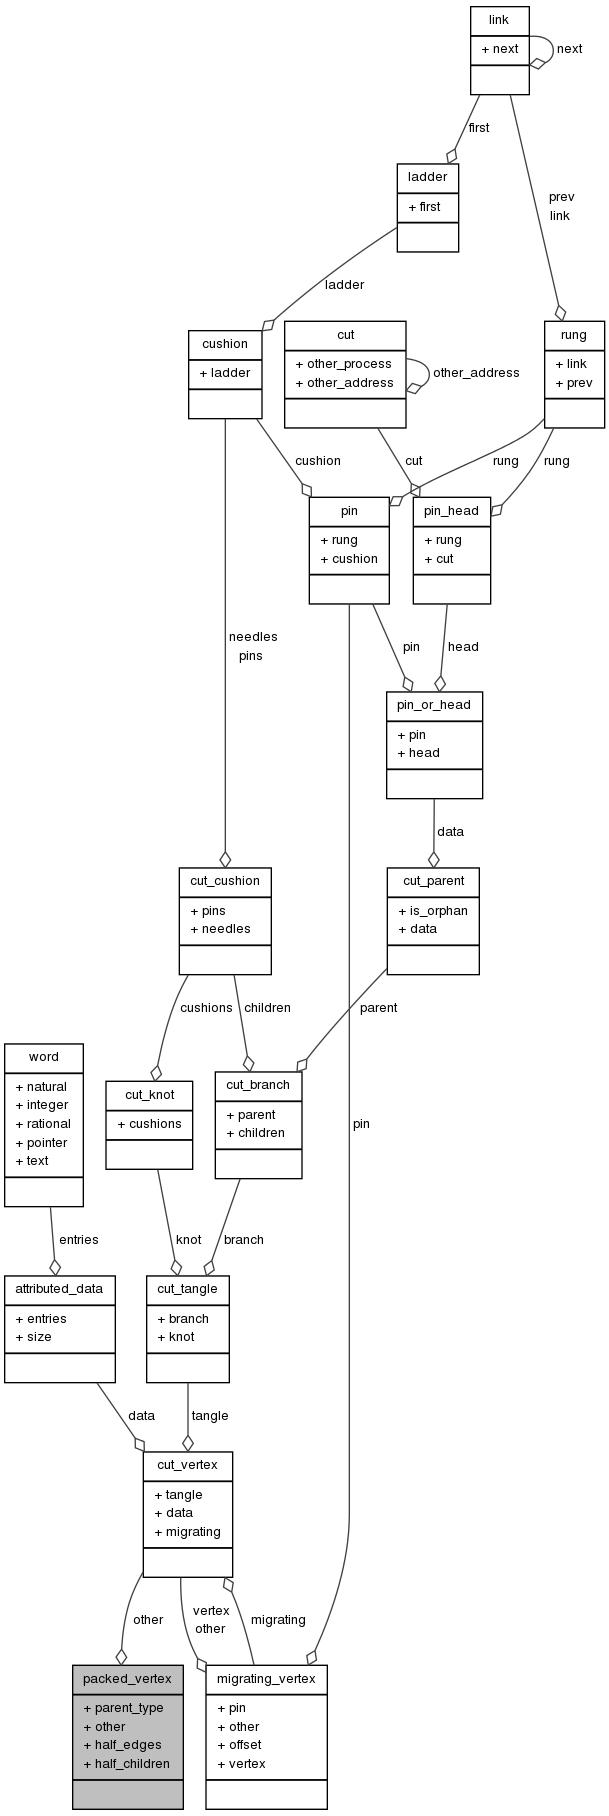 link
+ next
next
first
ladder
+ first
prev
link
ladder
cushion
+ ladder
cut
+ other_process
+ other_address
other_address
rung
+ link
+ prev
cushion
cut
rung
rung
pin
+ rung
+ cushion
pin_head
+ rung
+ cut
needles
pins
pin
head
pin_or_head
+ pin
+ head
data
cut_cushion
+ pins
+ needles
cut_parent
+ is_orphan
+ data
cushions
children
parent
word
+ natural
+ integer
+ rational
+ pointer
+ text
cut_knot
+ cushions
cut_branch
+ parent
+ children
pin
entries
knot
branch
attributed_data
+ entries
+ size
cut_tangle
+ branch
+ knot
data
tangle
cut_vertex
+ tangle
+ data
+ migrating
other
vertex
other
migrating
packed_vertex
+ parent_type
+ other
+ half_edges
+ half_children
migrating_vertex
+ pin
+ other
+ offset
+ vertex